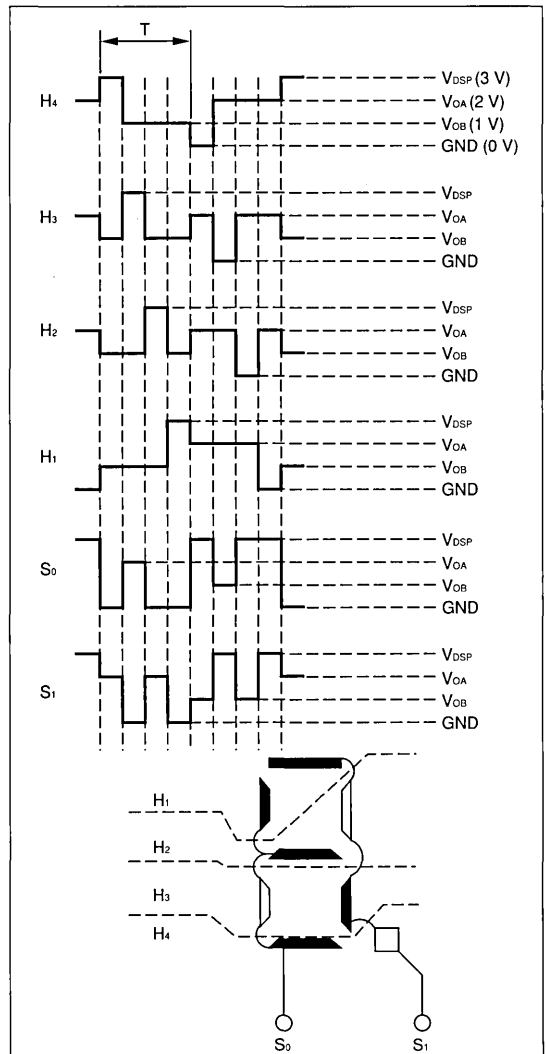 T
H4
VDSP (3 V)
VOA (2 V)
VOB (1 V)
GND (0 V)
H3
VDSP
VOA
VOB
GND
H2
VDSP
VOA
VOB
GND
H1
VDSP
VOA
VOB
GND
S0
VDSP
VOA
VOB
GND
S1
VDSP
VOA
VOB
GND
H1
H2
H3
H4
S0 S1